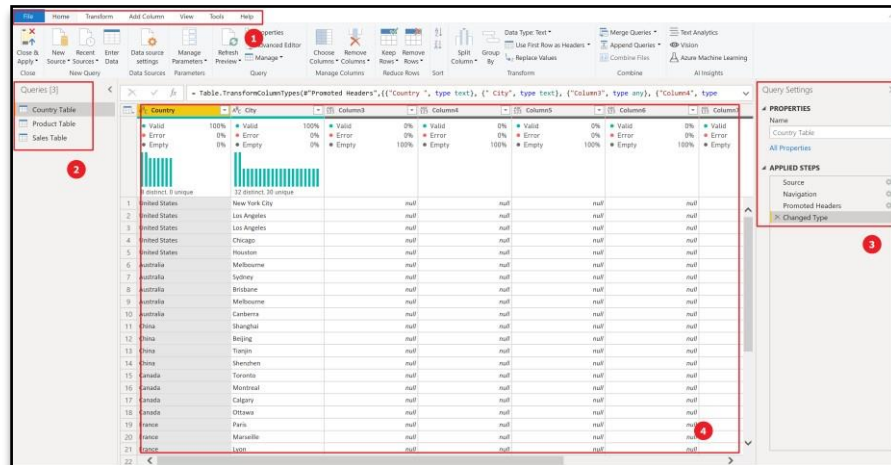 File Home Transform Add Column View Tools Help
1
Close & Apply New Source Recent Sources Enter Data Data source settings Manage Parameters Refresh Preview Properties Advanced Editor Manage Choose Columns Remove Columns Keep Rows Remove Rows Split Column Group By Data Type: Text Use First Row as Headers Replace Values Merge Queries Append Queries Combine Files Text Analytics Vision Azure Machine Learning
Close New Query Data Sources Parameters Query Manage Columns Reduce Rows Sort Transform Combine AI Insights
Queries [3]
Country Table
Product Table
Sales Table
2
= Table.TransformColumnTypes(#"Promoted Headers",{{"Country ", type text}, {" City", type text}, {"Column3", type any}, {"Column4", type
Country City Column3 Column4 Column5 Column6 Column7
Valid 100% Valid 100% Valid 0% Valid 0% Valid 0% Valid 0% Valid
Error 0% Error 0% Error 0% Error 0% Error 0% Error 0% Error
Empty 0% Empty 0% Empty 100% Empty 100% Empty 100% Empty 100% Empty
distinct, 0 unique 32 distinct, 30 unique
1 United States New York City null null null null
2 United States Los Angeles null null null null
3 United States Los Angeles null null null null
4 United States Chicago null null null null
5 United States Houston null null null null
6 Australia Melbourne null null null null
7 Australia Sydney null null null null
8 Australia Brisbane null null null null
9 Australia Melbourne null null null null
10 Australia Canberra null null null null
11 China Shanghai null null null null
12 China Beijing null null null null
13 China Tianjin null null null null
14 China Shenzhen null null null null
15 Canada Toronto null null null null
16 Canada Montreal null null null null
17 Canada Calgary null null null null
18 Canada Ottawa null null null null
19 France Paris null null null null
20 France Marseille null null null null
21 France Lyon null null null null
22
4
Query Settings
PROPERTIES
Name
Country Table
All Properties
APPLIED STEPS
Source
Navigation
Promoted Headers
Changed Type
3